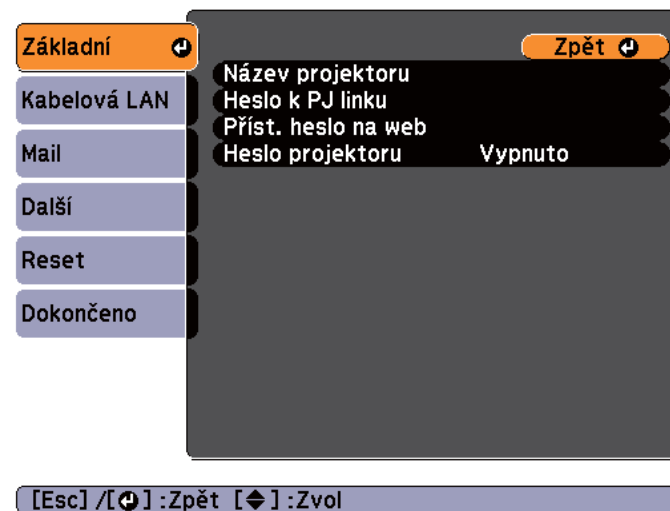 Základní
Kabelová LAN
Mail
Další
Reset
Dokončeno
Zpět
Název projektoru
Heslo k PJ linku
Příst. heslo na web
Heslo projektoru Vypnuto
[Esc] /[⏎] :Zpět [◆] :Zvol